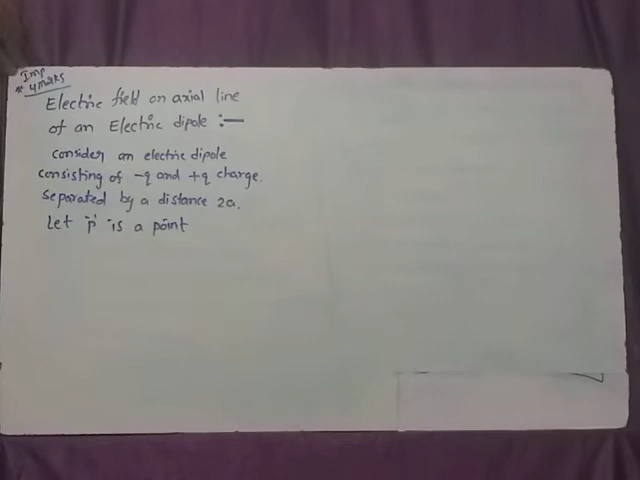 Imp
* 4 marks
Electric field on axial line
of an Electric dipole :—
consider an electric dipole
consisting of -q and +q charge.
separated by a distance 2a.
Let 'p' is a point